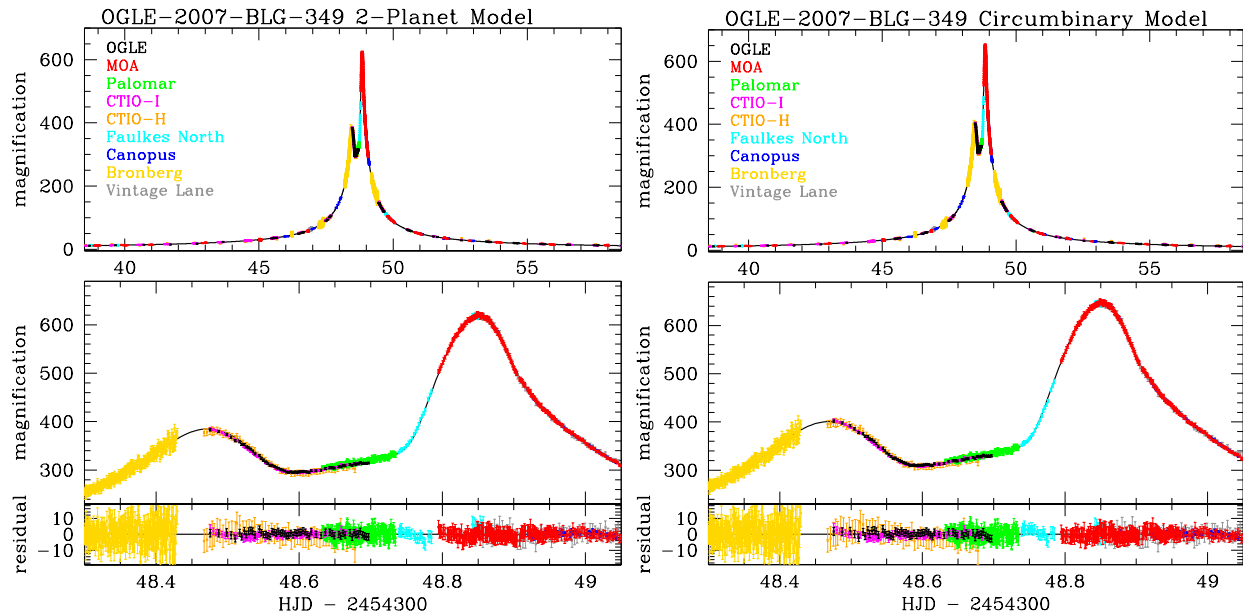 OGLE-2007-BLG-349 2-Planet Model
magnification
600
400
200
0
OGLE
MOA
Palomar
CTIO-I
CTIO-H
Faulkes North
Canopus
Bronberg
Vintage Lane
40 45 50 55
magnification
600
500
400
300
residual
10
0
-10
48.4 48.6 48.8 49
HJD - 2454300
OGLE-2007-BLG-349 Circumbinary Model
magnification
600
400
200
0
OGLE
MOA
Palomar
CTIO-I
CTIO-H
Faulkes North
Canopus
Bronberg
Vintage Lane
40 45 50 55
magnification
600
500
400
300
residual
10
0
-10
48.4 48.6 48.8 49
HJD - 2454300